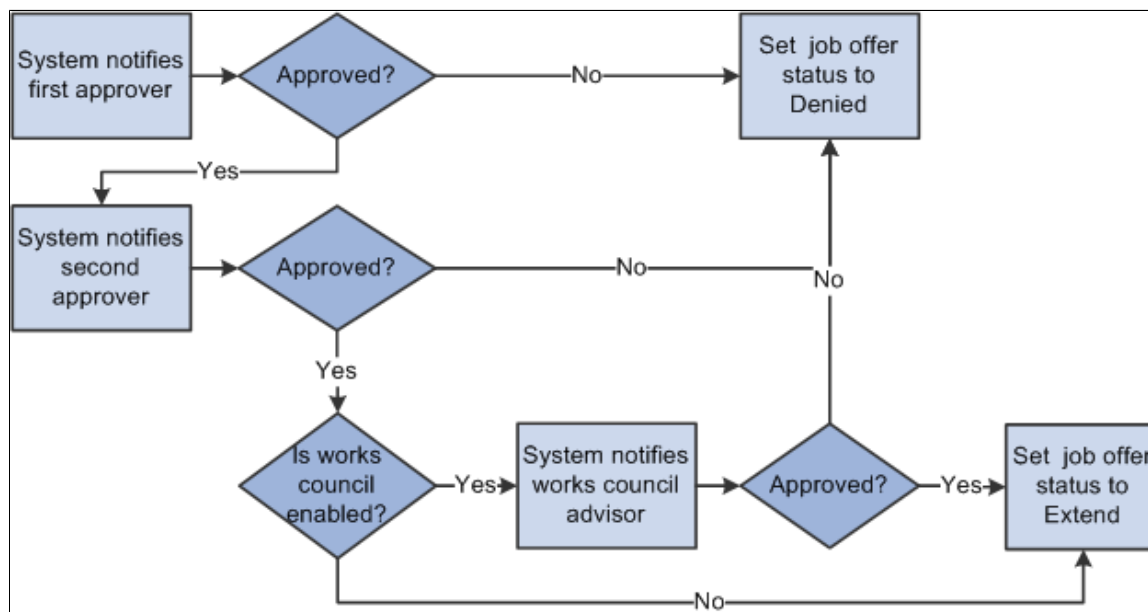 System notifies
first approver
Approved?
No
Set job offer
status to
Denied
Yes
System notifies
second
approver
Approved?
No
No
Yes
Is works
council
enabled?
Yes
System notifies
works council
advisor
Approved?
Yes
Set job offer
status to
Extend
No